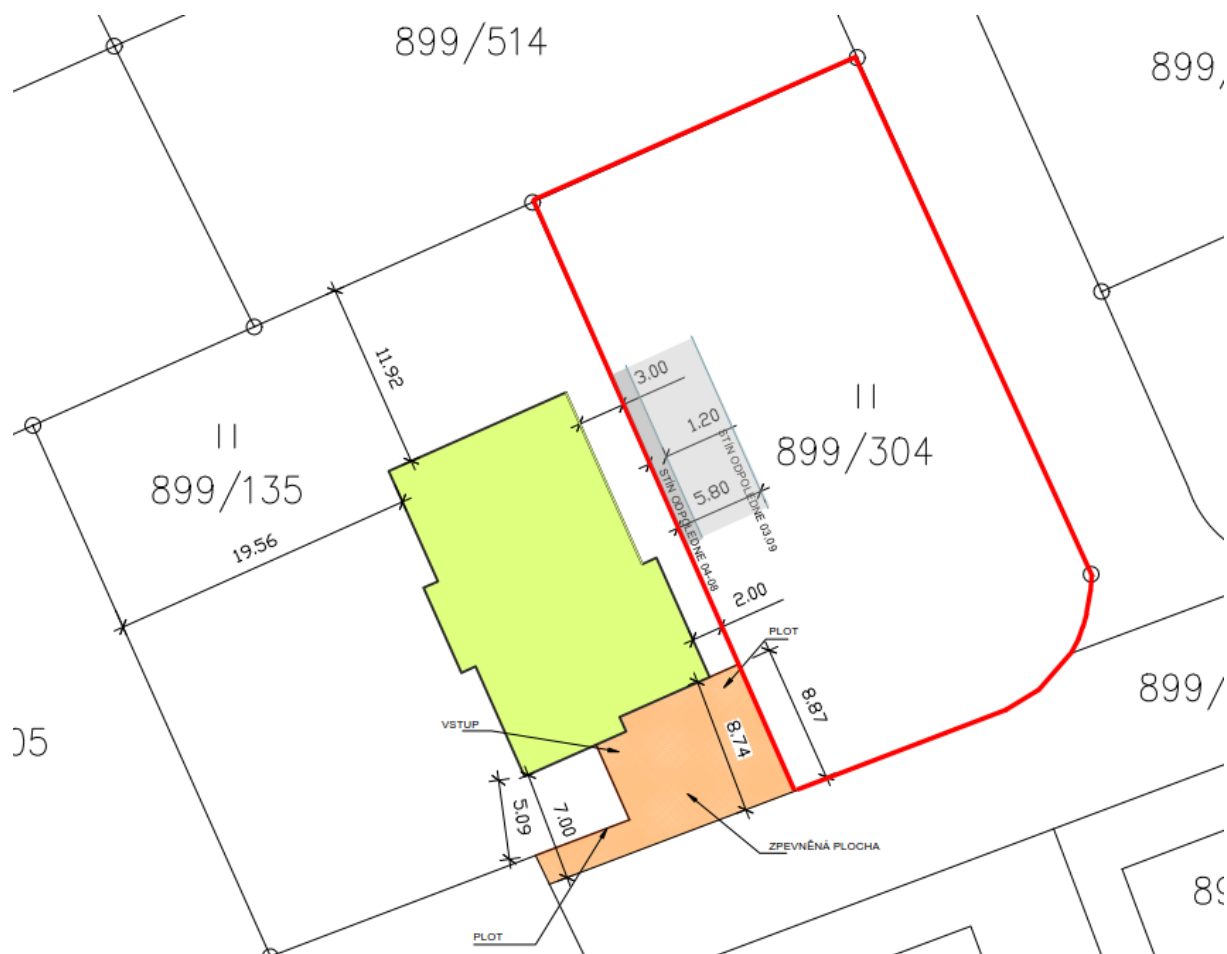 899/514
899/
11.92
3.00
II
899/135
1.20
II
899/304
STÍN ODPOLEDNE 03,09
5.80
STÍN ODPOLEDNE 04-08
19.56
2.00
PLOT
899/
8.87
VSTUP
8.74
05
5.09
7.00
ZPEVNĚNÁ PLOCHA
89
PLOT